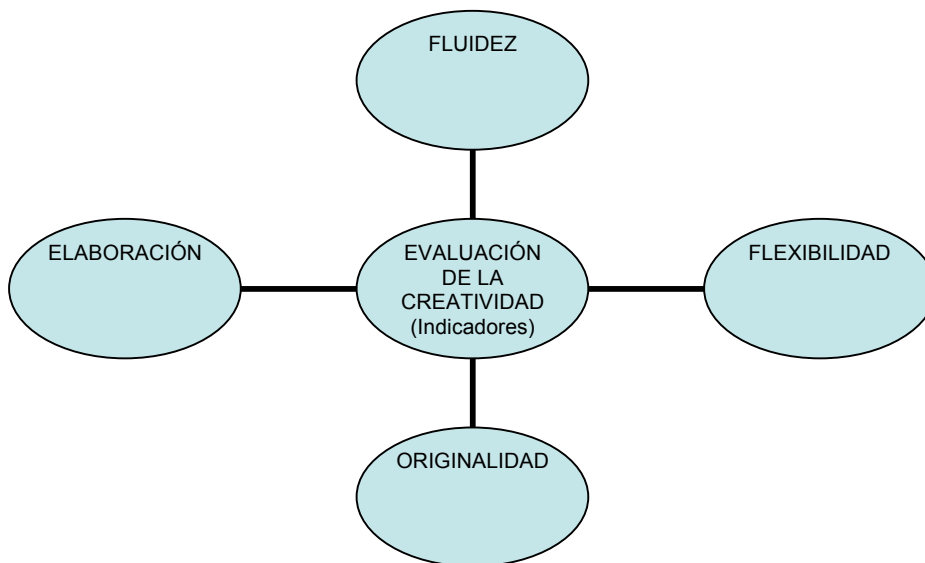 FLUIDEZ
ELABORACIÓN
EVALUACIÓN
DE LA
CREATIVIDAD
(Indicadores)
FLEXIBILIDAD
ORIGINALIDAD